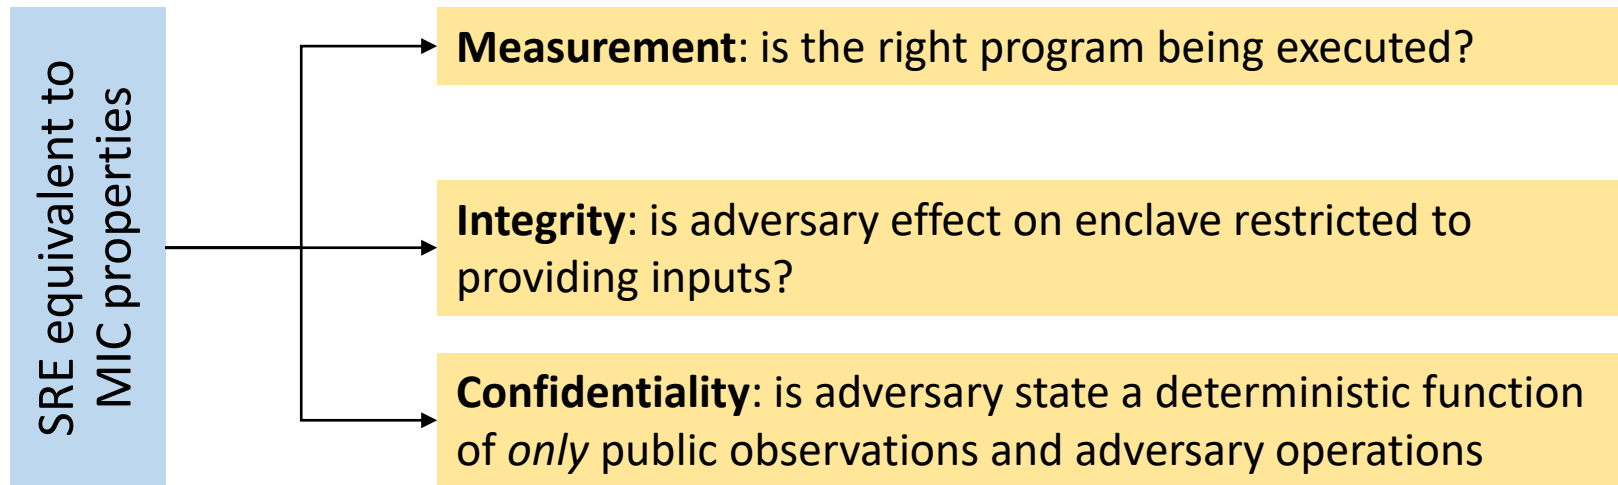 SRE equivalent to
MIC properties
Measurement: is the right program being executed?
Integrity: is adversary effect on enclave restricted to
providing inputs?
Confidentiality: is adversary state a deterministic function
of only public observations and adversary operations